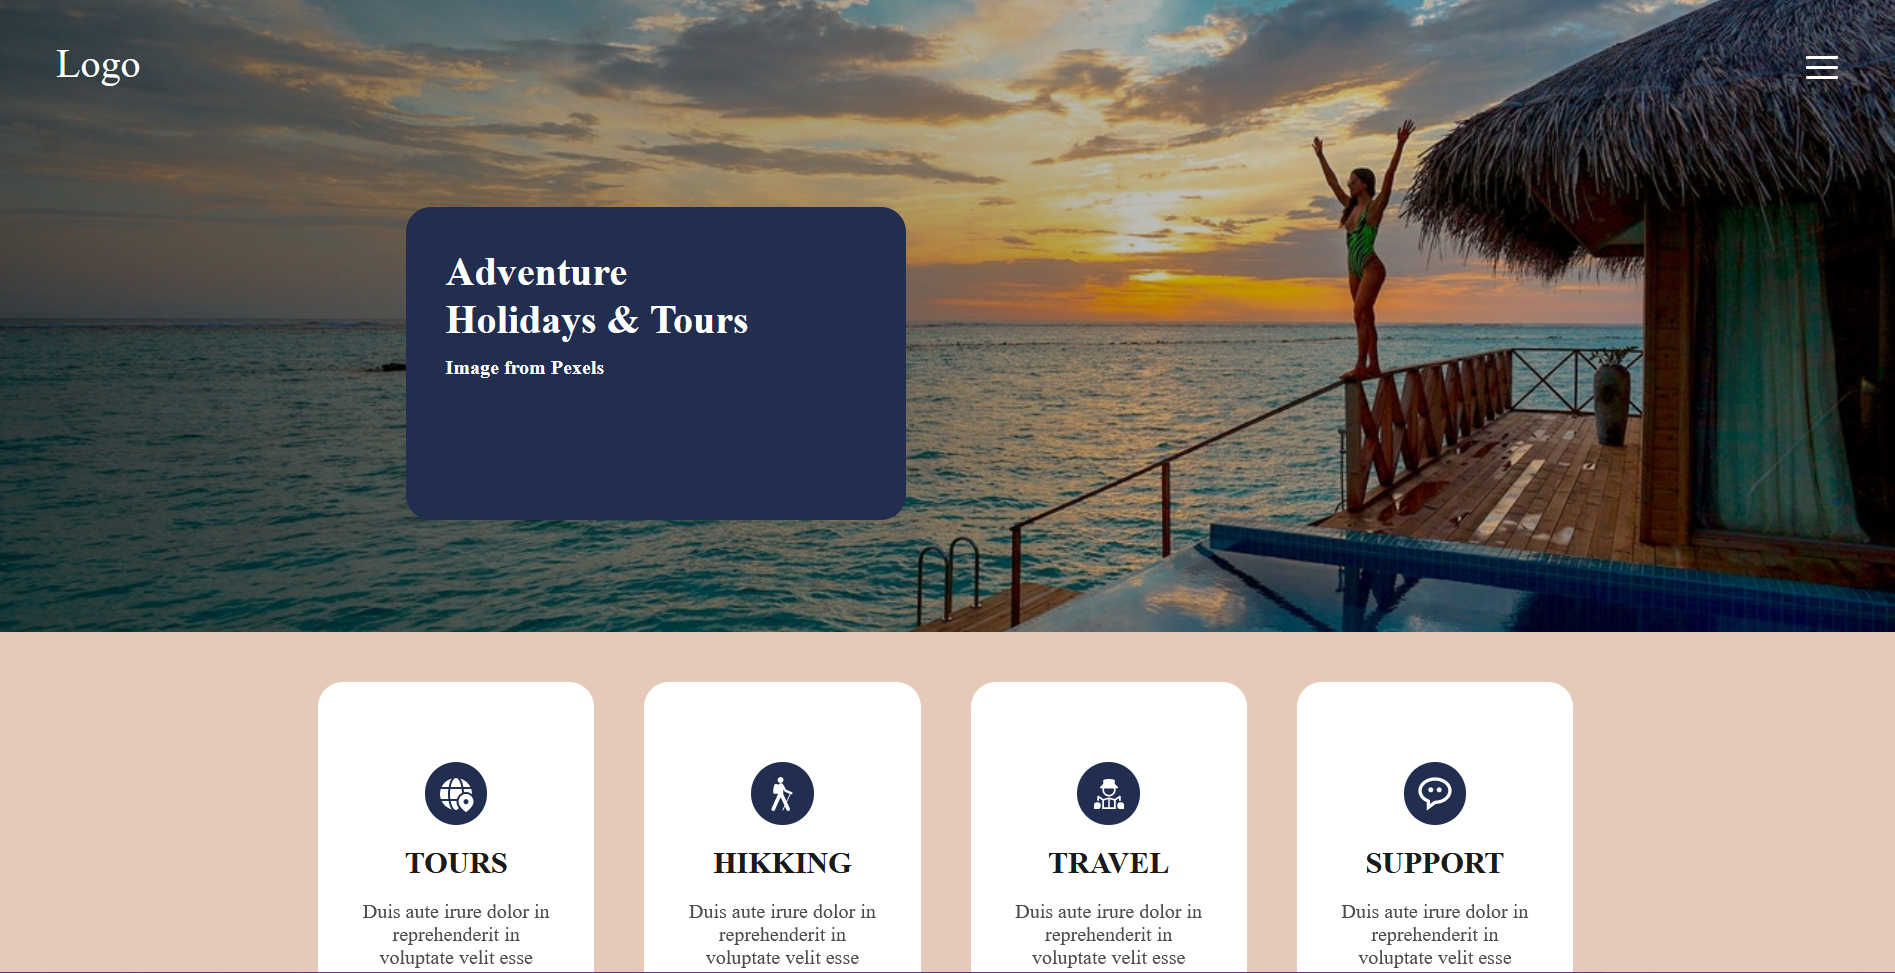 Logo
Adventure
Holidays & Tours
Image from Pexels
TOURS
Duis aute irure dolor in
reprehenderit in
voluptate velit esse
HIKKING
Duis aute irure dolor in
reprehenderit in
voluptate velit esse
TRAVEL
Duis aute irure dolor in
reprehenderit in
voluptate velit esse
SUPPORT
Duis aute irure dolor in
reprehenderit in
voluptate velit esse